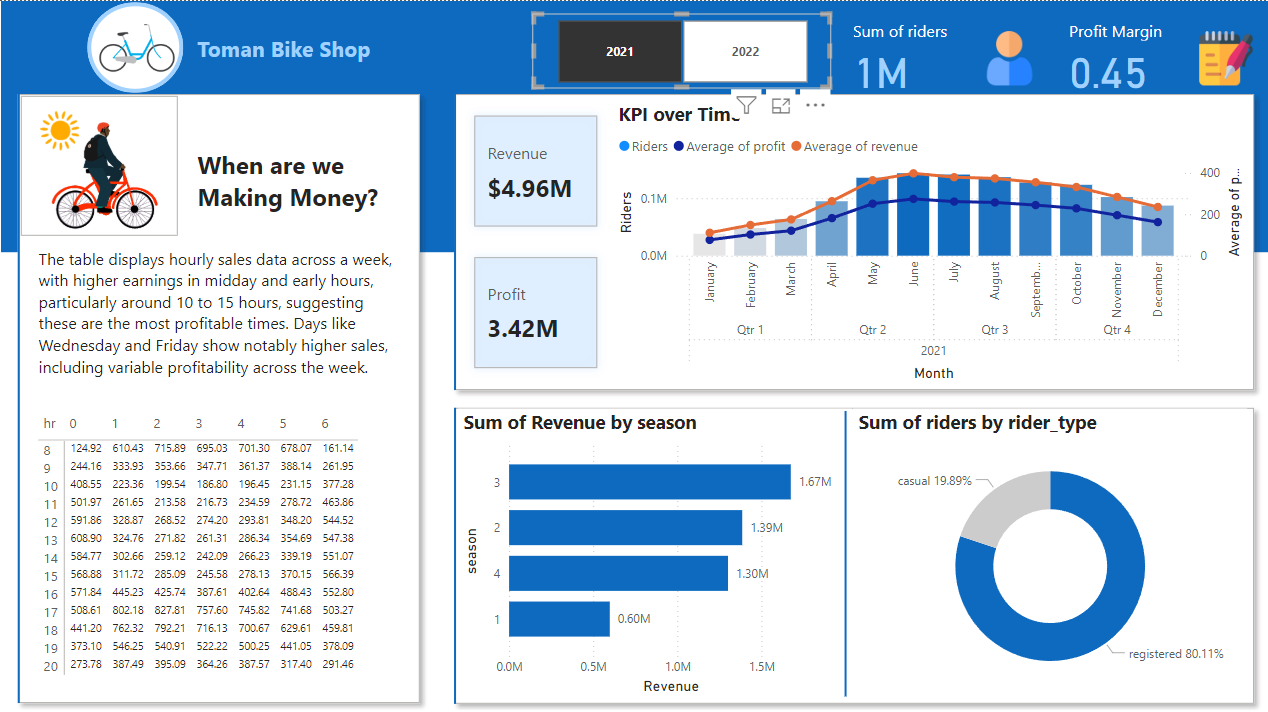 Toman Bike Shop
2021 2022
Sum of riders
1M
Profit Margin
0.45
When are we
Making Money?
The table displays hourly sales data across a week,
with higher earnings in midday and early hours,
particularly around 10 to 15 hours, suggesting
these are the most profitable times. Days like
Wednesday and Friday show notably higher sales,
including variable profitability across the week.
hr 0 1 2 3 4 5 6
8 124.92 610.43 715.89 695.03 701.30 678.07 161.14
9 244.16 333.93 353.66 347.71 361.37 388.14 261.95
10 408.55 223.36 199.54 186.80 196.45 231.15 377.28
11 501.97 261.65 213.58 216.73 234.59 278.72 463.86
12 591.86 328.87 268.52 274.20 293.81 348.20 544.52
13 608.90 324.76 271.82 261.31 286.34 354.69 547.38
14 584.77 302.66 259.12 242.09 266.23 339.19 551.07
15 568.88 311.72 285.09 245.58 278.13 370.15 566.39
16 571.84 445.23 425.74 387.61 402.64 488.43 552.80
17 508.61 802.18 827.81 757.60 745.82 741.68 503.27
18 441.20 762.32 792.21 716.13 700.67 629.61 459.81
19 373.10 546.25 540.91 522.22 500.25 441.05 378.09
20 273.78 387.49 395.09 364.26 387.57 317.40 291.46
Revenue
$4.96M
Profit
3.42M
KPI over Time
Riders Average of profit Average of revenue
Riders
0.1M
0.0M
400
200
0
Average of p...
January
February
March
April
May
June
July
August
Septemb...
October
November
December
Qtr 1 Qtr 2 Qtr 3 Qtr 4
2021
Month
Sum of Revenue by season
season
3 1.67M
2 1.39M
4 1.30M
1 0.60M
0.0M 0.5M 1.0M 1.5M
Revenue
Sum of riders by rider_type
casual 19.89%
registered 80.11%